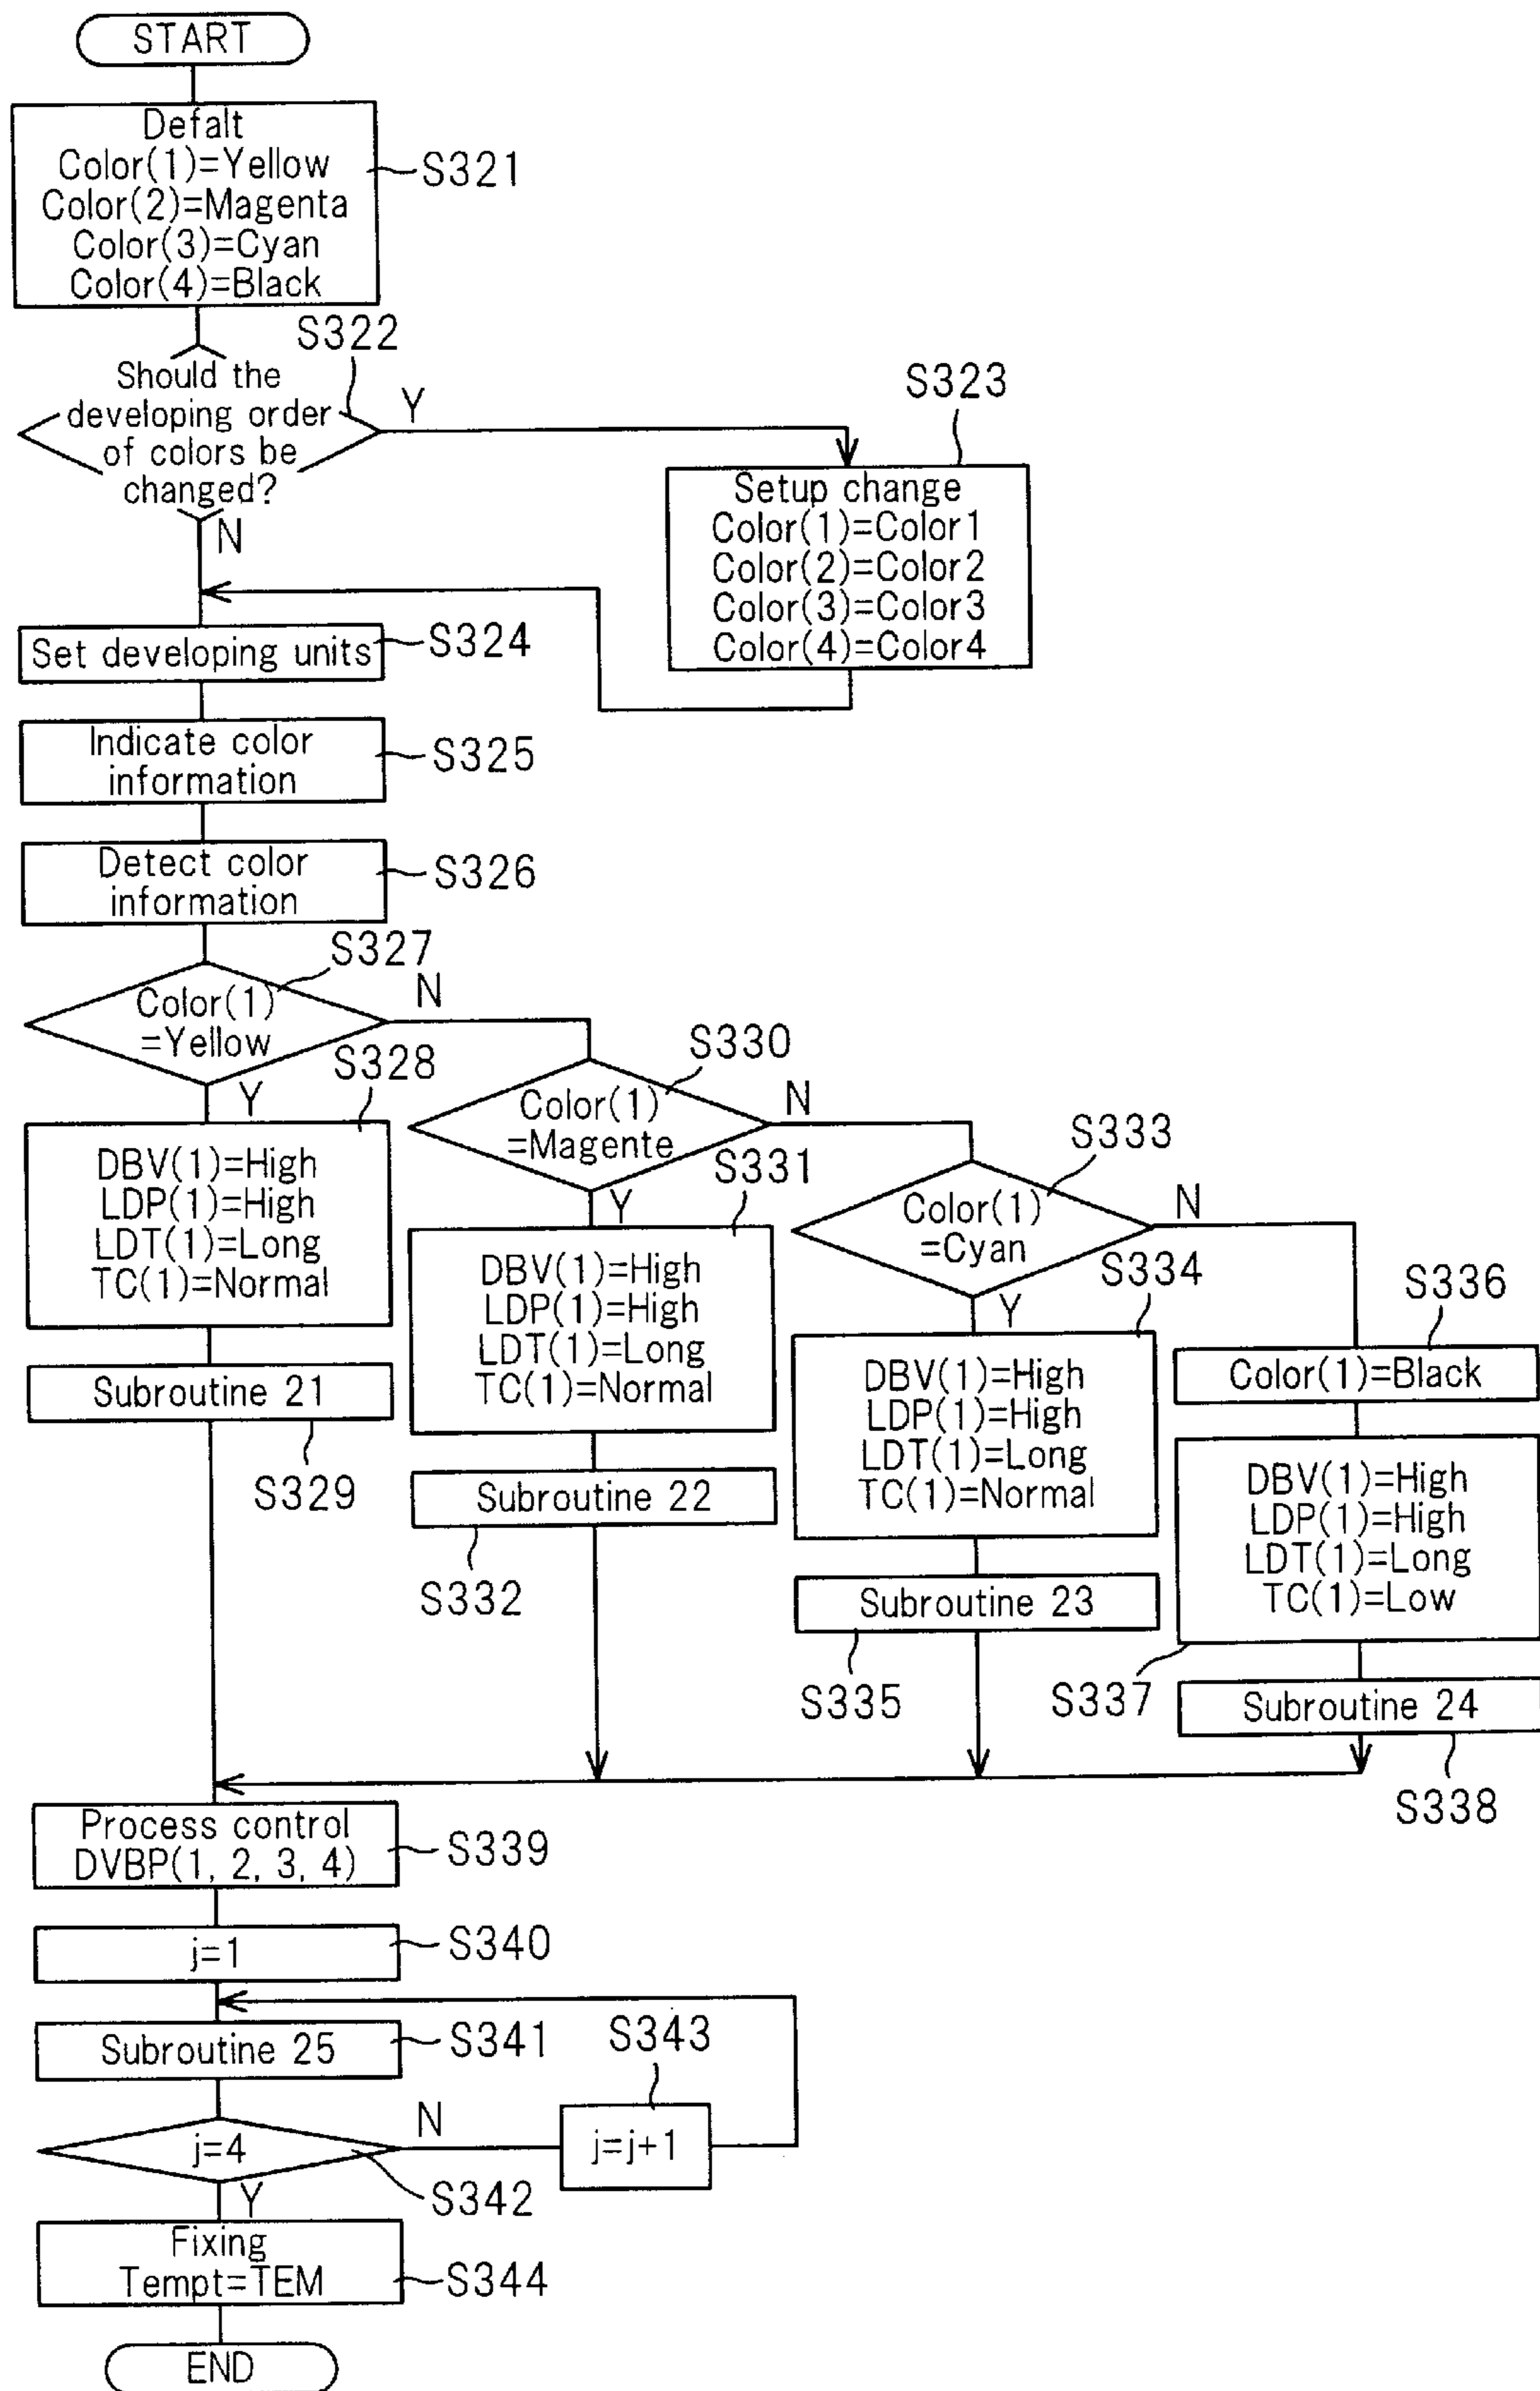 START
Defalt
Color(1)=Yellow
Color(2)=Magenta
Color(3)=Cyan
Color(4)=Black
S321
S322
Should the
developing order
of colors be
changed?
Y
N
S323
Setup change
Color(1)=Color1
Color(2)=Color2
Color(3)=Color3
Color(4)=Color4
Set developing units
S324
Indicate color
information
S325
Detect color
information
S326
S327
Color(1)
=Yellow
N
Y
S328
DBV(1)=High
LDP(1)=High
LDT(1)=Long
TC(1)=Normal
Subroutine 21
S329
S330
Color(1)
=Magente
N
Y
S331
DBV(1)=High
LDP(1)=High
LDT(1)=Long
TC(1)=Normal
Subroutine 22
S332
S333
Color(1)
=Cyan
N
Y
S334
DBV(1)=High
LDP(1)=High
LDT(1)=Long
TC(1)=Normal
Subroutine 23
S335
S336
Color(1)=Black
DBV(1)=High
LDP(1)=High
LDT(1)=Long
TC(1)=Low
S337
Subroutine 24
S338
Process control
DVBP(1, 2, 3, 4)
S339
j=1
S340
Subroutine 25
S341
S343
j=4
N
j=j+1
Y
S342
Fixing
Tempt=TEM
S344
END